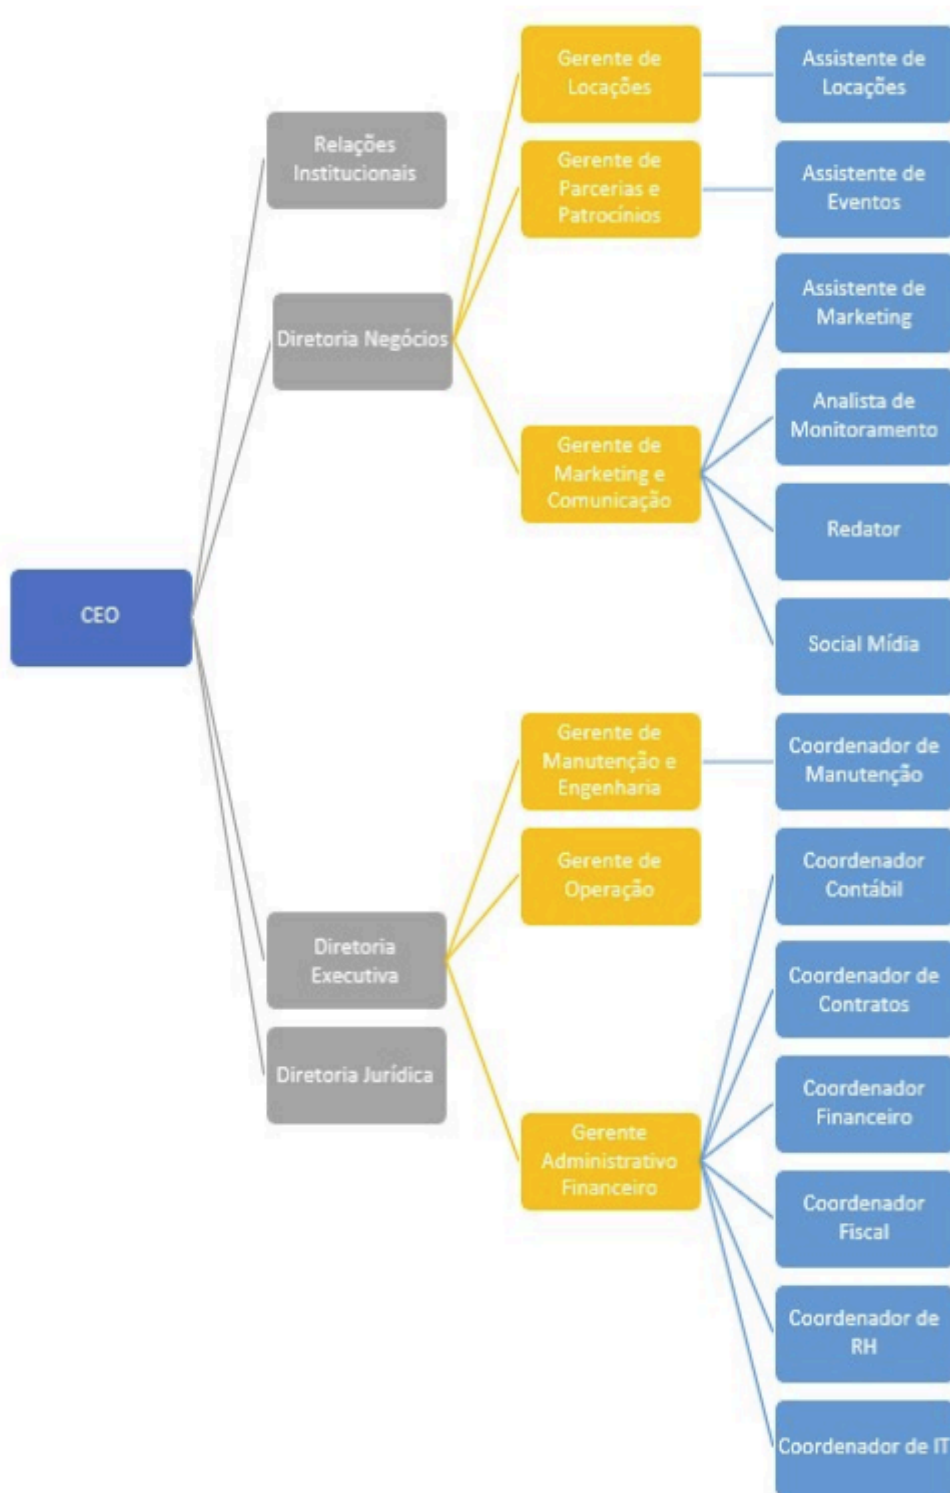 Gerente de
Locações
Assistente de
Locações
Relações
Institucionais
Gerente de
Parcerias e
Patrocínios
Assistente de
Eventos
Diretoria Negócios
Assistente de
Marketing
Analista de
Monitoramento
Gerente de
Marketing e
Comunicação
Redator
CEO
Social Mídia
Gerente de
Manutenção e
Engenharia
Coordenador de
Manutenção
Gerente de
Operação
Coordenador
Contábil
Diretoria
Executiva
Coordenador de
Contratos
Diretoria Jurídica
Coordenador
Financeiro
Gerente
Administrativo
Financeiro
Coordenador
Fiscal
Coordenador de
RH
Coordenador de IT